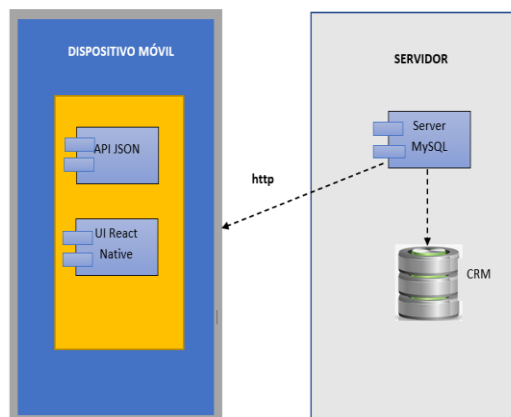 DISPOSITIVO MÓVIL
API JSON
UI React
Native
http
SERVIDOR
Server
MySQL
CRM